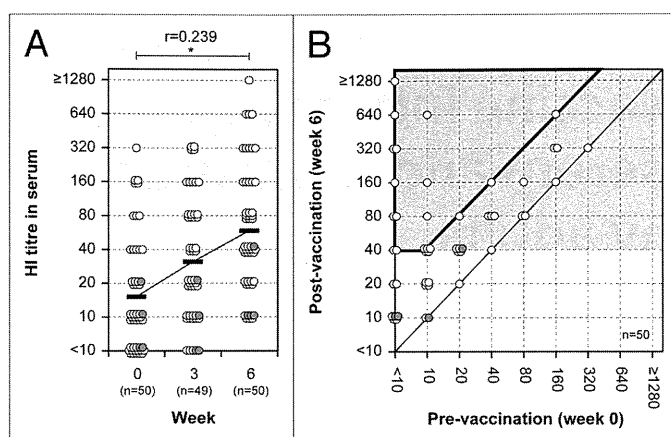 A
r=0.239
*
HI titre in serum
≥1280
640
320
160
80
40
20
10
<10
0 3 6
(n=50) (n=49) (n=50)
Week
B
Post-vaccination (week 6)
≥1280
640
320
160
80
40
20
10
<10
n=50
<10 10 20 40 80 160 320 640 ≥1280
Pre-vaccination (week 0)